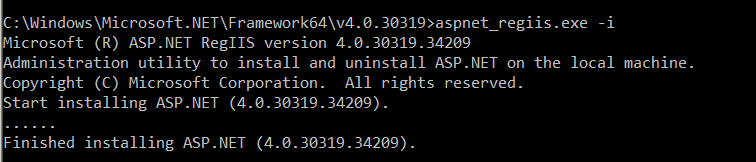 C:\Windows\Microsoft.NET\Framework64\v4.0.30319>aspnet_regiis.exe -i
Microsoft (R) ASP.NET RegIIS version 4.0.30319.34209
Administration utility to install and uninstall ASP.NET on the local machine.
Copyright (C) Microsoft Corporation.  All rights reserved.
Start installing ASP.NET (4.0.30319.34209).
......
Finished installing ASP.NET (4.0.30319.34209).